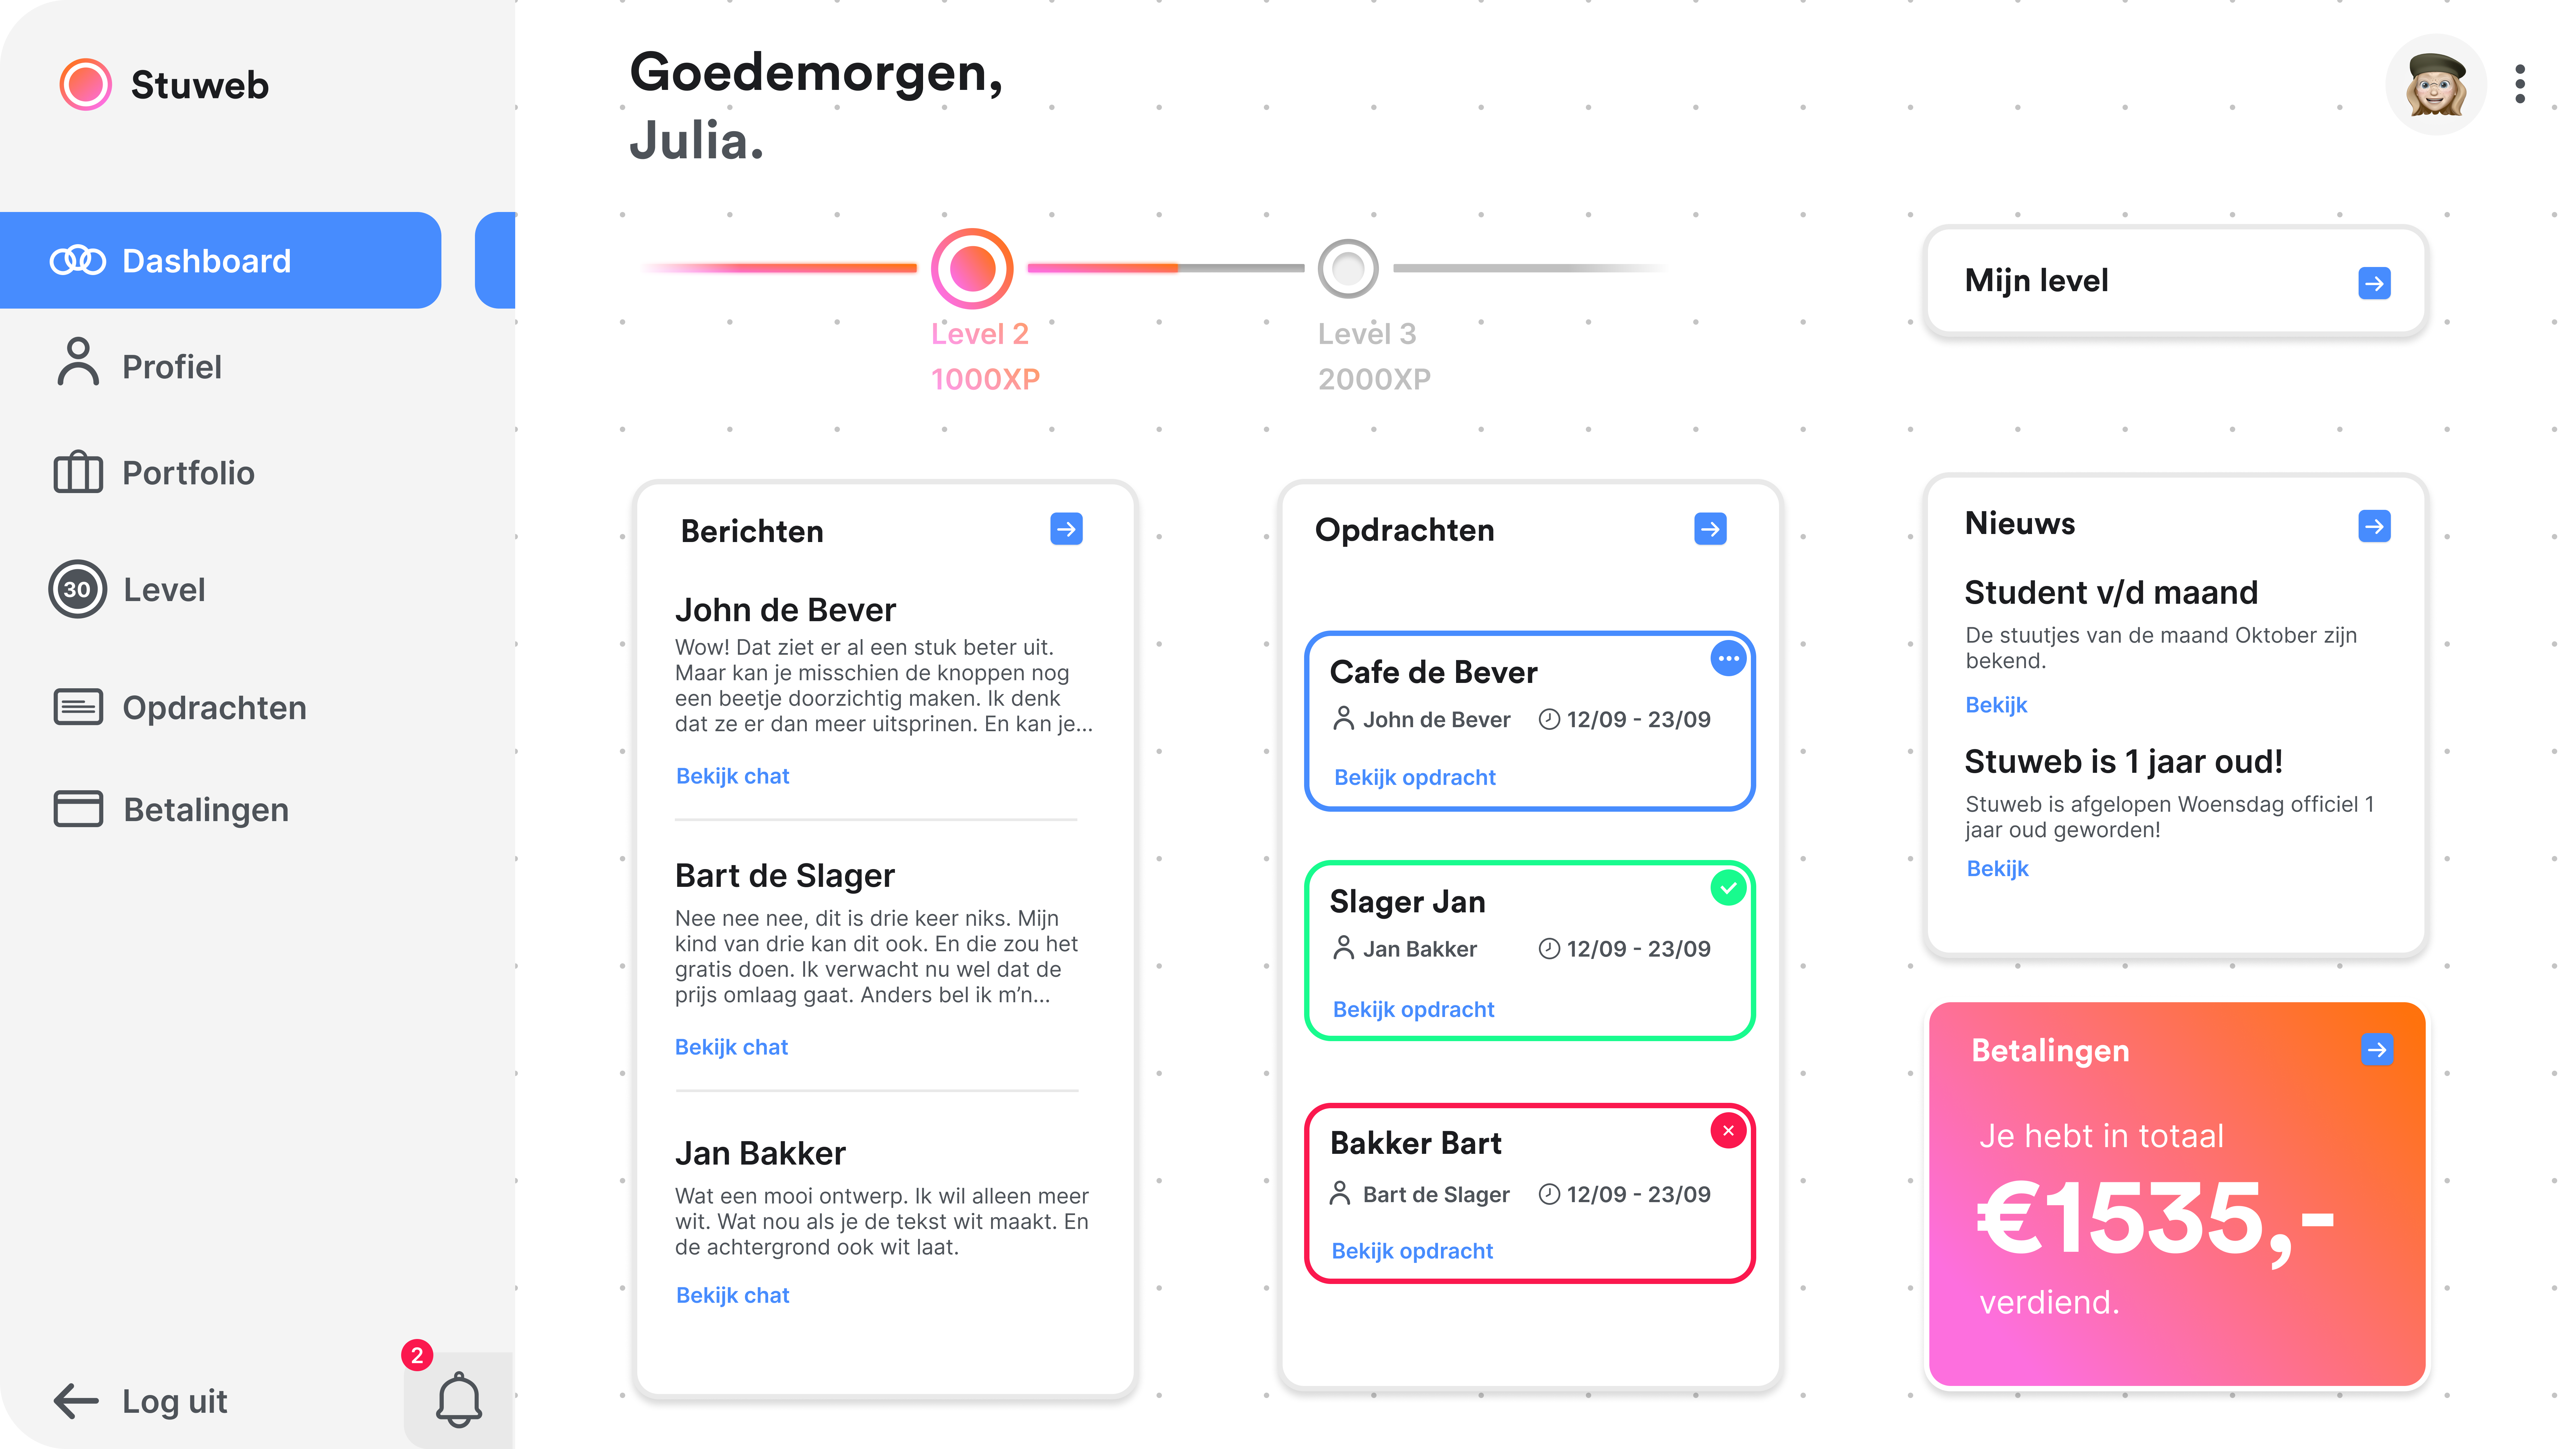 Stuweb
Dashboard
Profiel
Portfolio
30
Level
Opdrachten
Betalingen
Log uit
2
Goedemorgen,
Julia.
Level 2
1000XP
Level 3
2000XP
Mijn level
Berichten
John de Bever
Wow! Dat ziet er al een stuk beter uit.
Maar kan je misschien de knoppen nog
een beetje doorzichtig maken. Ik denk
dat ze er dan meer uitsprinen. En kan je...
Bekijk chat
Bart de Slager
Nee nee nee, dit is drie keer niks. Mijn
kind van drie kan dit ook. En die zou het
gratis doen. Ik verwacht nu wel dat de
prijs omlaag gaat. Anders bel ik m’n...
Bekijk chat
Jan Bakker
Wat een mooi ontwerp. Ik wil alleen meer
wit. Wat nou als je de tekst wit maakt. En
de achtergrond ook wit laat.
Bekijk chat
Opdrachten
Cafe de Bever
John de Bever 12/09 - 23/09
Bekijk opdracht
Slager Jan
Jan Bakker 12/09 - 23/09
Bekijk opdracht
Bakker Bart
Bart de Slager 12/09 - 23/09
Bekijk opdracht
Nieuws
Student v/d maand
De stuutjes van de maand Oktober zijn
bekend.
Bekijk
Stuweb is 1 jaar oud!
Stuweb is afgelopen Woensdag officiel 1
jaar oud geworden!
Bekijk
Betalingen
Je hebt in totaal
€1535,-
verdiend.